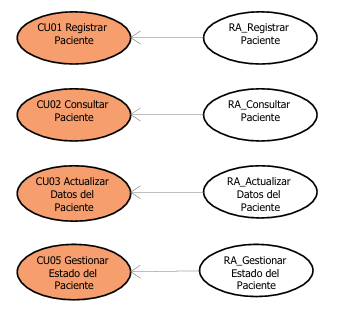 CU01 Registrar
Paciente
RA_Registrar
Paciente
CU02 Consultar
Paciente
RA_Consultar
Paciente
CU03 Actualizar
Datos del
Paciente
RA_Actualizar
Datos del
Paciente
CU05 Gestionar
Estado del
Paciente
RA_Gestionar
Estado del
Paciente